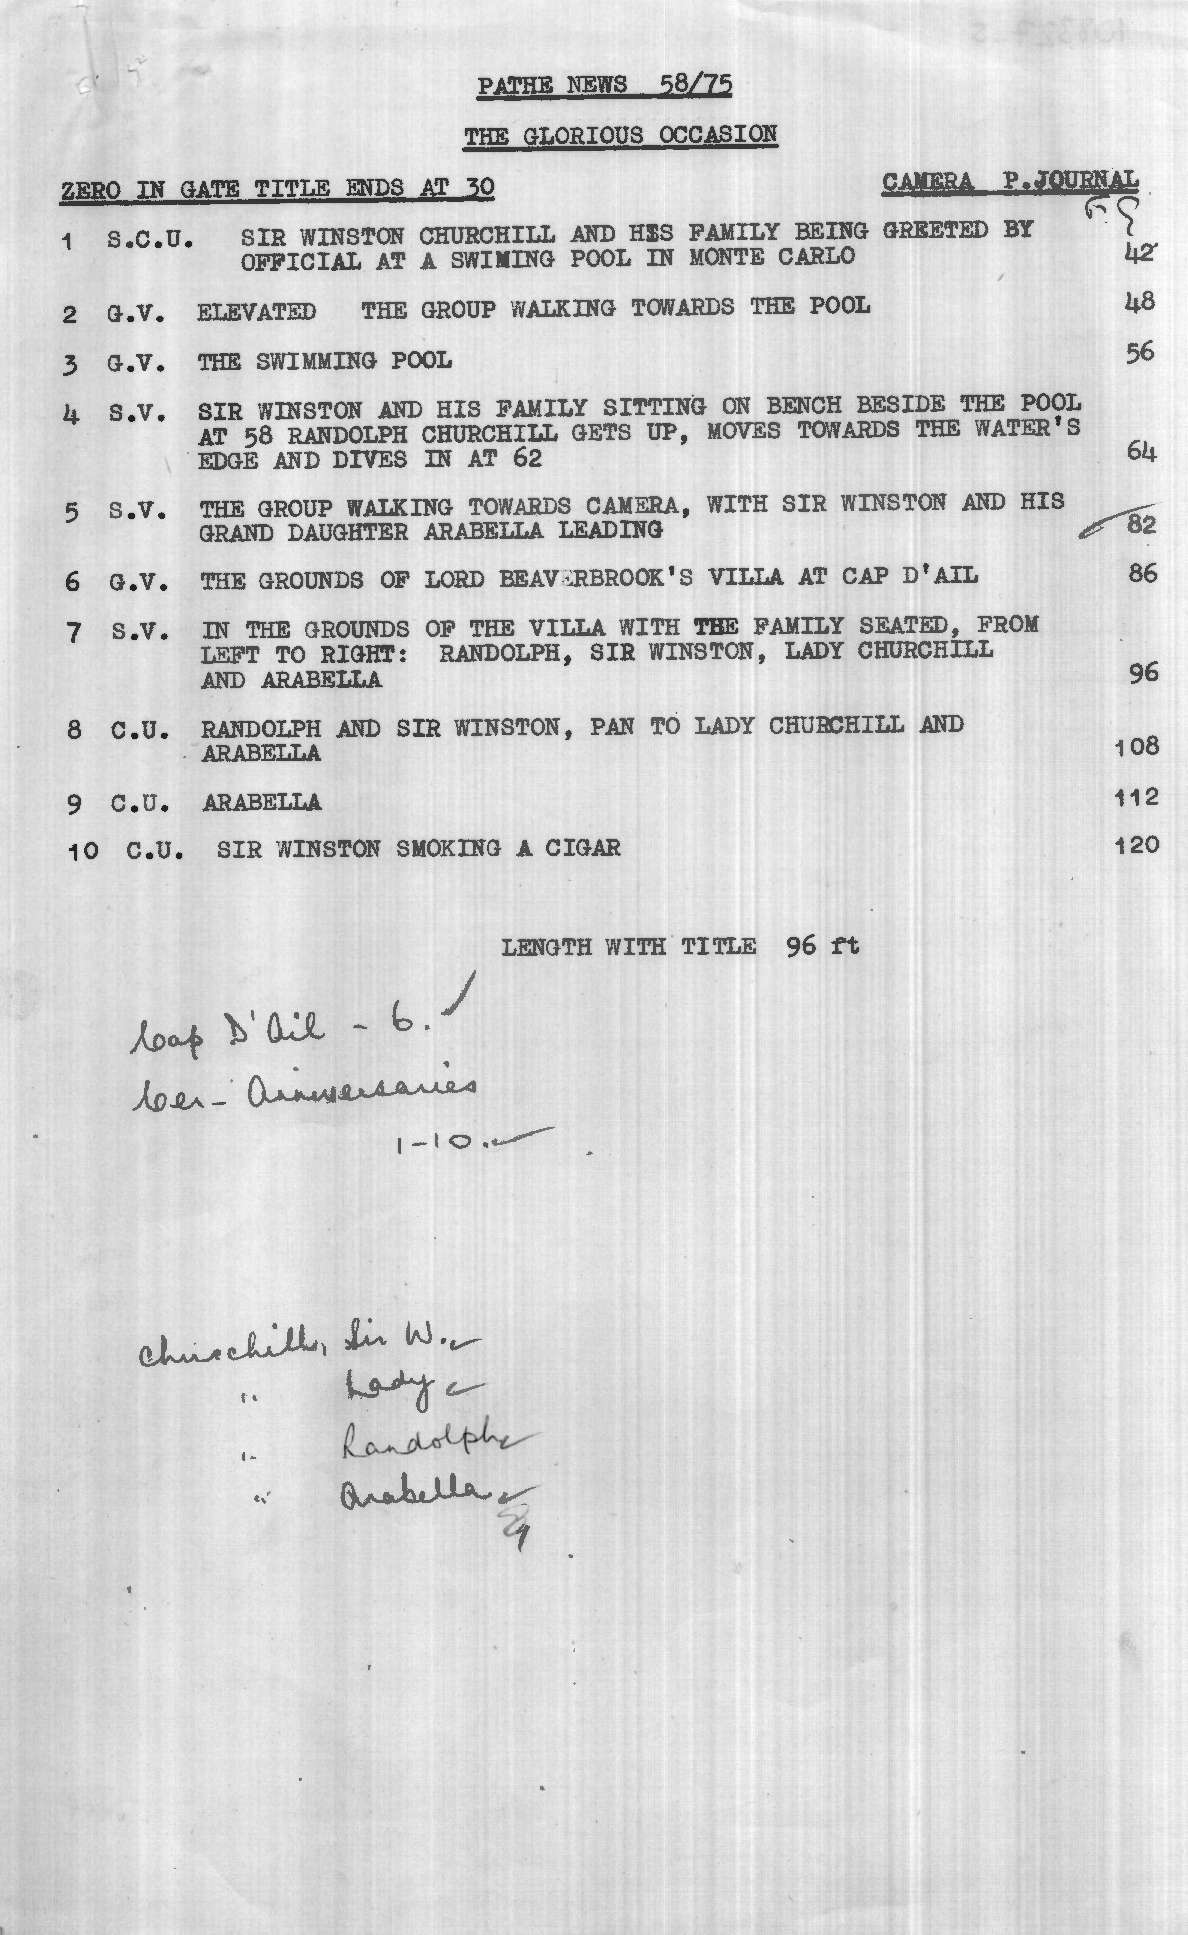 PATHE NEWS 58/75
THE GLORIOUS OCCASION
ZERO IN GATE TITLE ENDS AT 30 CAMERA P.JOURNAL
1 S.C.U. SIR WINSTON CHURCHILL AND HIS FAMILY BEING GREETED BY
OFFICIAL AT A SWIMING POOL IN MONTE CARLO 42
2 G.V. ELEVATED THE GROUP WALKING TOWARDS THE POOL 48
3 G.V. THE SWIMMING POOL 56
4 S.V. SIR WINSTON AND HIS FAMILY SITTING ON BENCH BESIDE THE POOL
AT 58 RANDOLPH CHURCHILL GETS UP, MOVES TOWARDS THE WATER'S
EDGE AND DIVES IN AT 62 64
5 S.V. THE GROUP WALKING TOWARDS CAMERA, WITH SIR WINSTON AND HIS
GRAND DAUGHTER ARABELLA LEADING 82
6 G.V. THE GROUNDS OF LORD BEAVERBROOK'S VILLA AT CAP D'AIL 86
7 S.V. IN THE GROUNDS OF THE VILLA WITH THE FAMILY SEATED, FROM
LEFT TO RIGHT: RANDOLPH, SIR WINSTON, LADY CHURCHILL
AND ARABELLA 96
8 C.U. RANDOLPH AND SIR WINSTON, PAN TO LADY CHURCHILL AND
ARABELLA 108
9 C.U. ARABELLA 112
10 C.U. SIR WINSTON SMOKING A CIGAR 120
LENGTH WITH TITLE 96 ft
Cap D'Ail - 6. ✓
Cer - Anniversaries
1-10. ✓
Churchill, Sir W. ✓
" Lady ✓
" Randolph ✓
" Arabella ✓